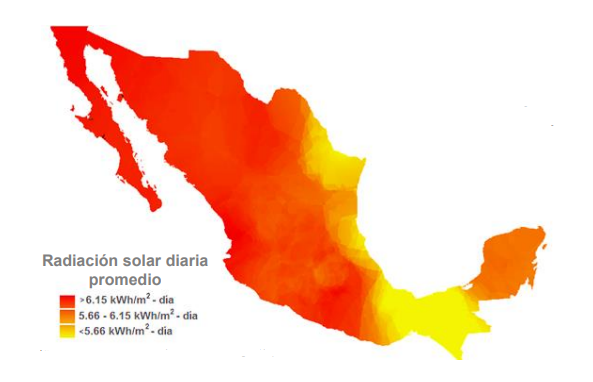 Radiación solar diaria
promedio
>6.15 kWh/m² - dia
5.66 - 6.15 kWh/m² - dia
<5.66 kWh/m² - dia